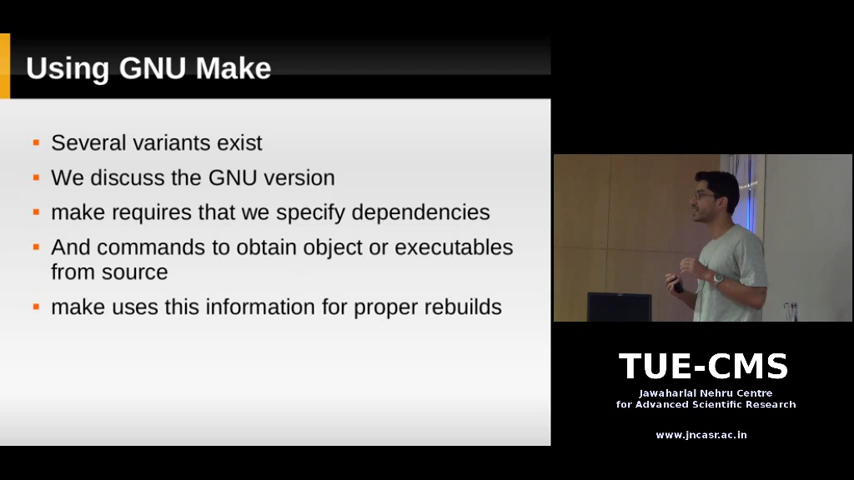 Using GNU Make
Several variants exist
We discuss the GNU version
make requires that we specify dependencies
And commands to obtain object or executables
from source
make uses this information for proper rebuilds
TUE-CMS
Jawaharlal Nehru Centre
for Advanced Scientific Research
www.jncasr.ac.in